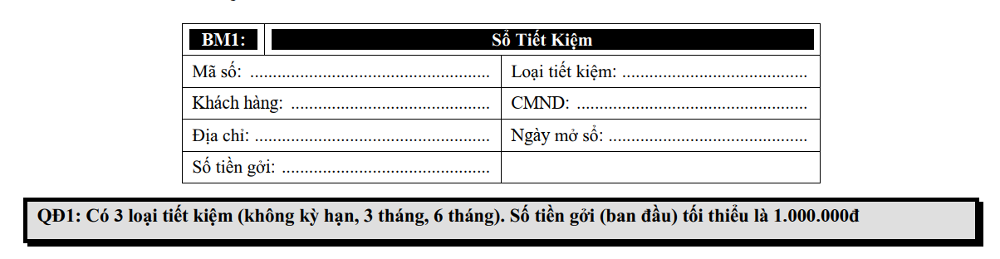 BM1: Sổ Tiết Kiệm
Mã số: ..................................................... Loại tiết kiệm: .........................................
Khách hàng: ............................................ CMND: ...................................................
Địa chỉ: .................................................... Ngày mở sổ: ............................................
Số tiền gởi: ..............................................
QĐ1: Có 3 loại tiết kiệm (không kỳ hạn, 3 tháng, 6 tháng). Số tiền gởi (ban đầu) tối thiểu là 1.000.000đ